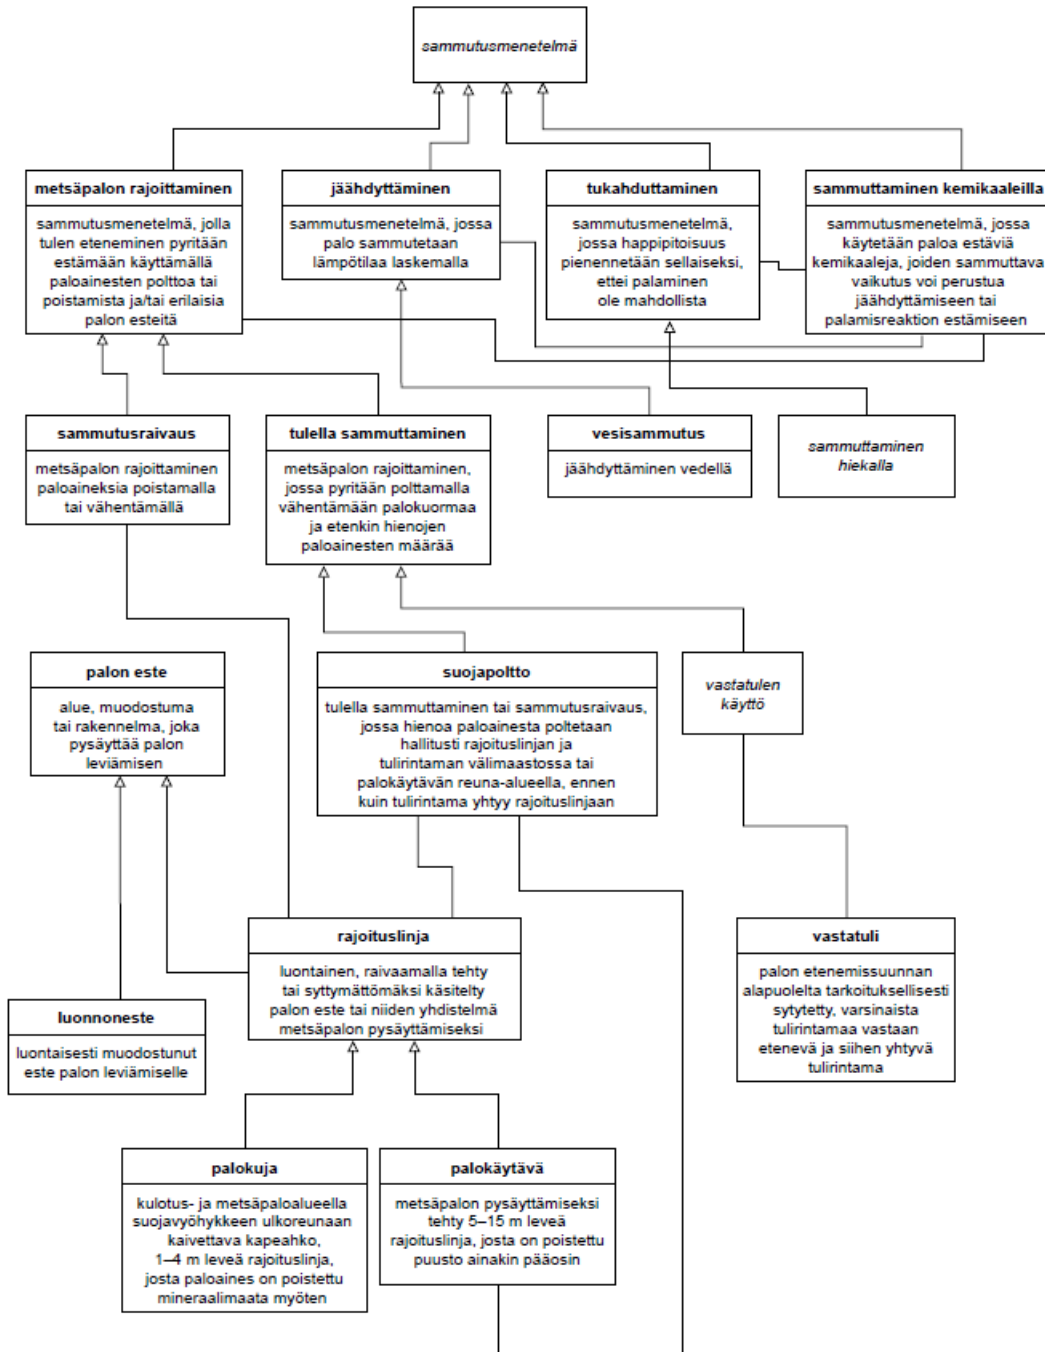 sammutusmenetelmä
metsäpalon rajoittaminen
sammutusmenetelmä, jolla
tulen eteneminen pyritään
estämään käyttämällä
paloainesten polttoa tai
poistamista ja/tai erilaisia
palon esteitä
jäähdyttäminen
sammutusmenetelmä, jossa
palo sammutetaan
lämpötilaa laskemalla
tukahduttaminen
sammutusmenetelmä,
jossa happipitoisuus
pienennetään sellaiseksi,
ettei palaminen
ole mahdollista
sammuttaminen kemikaaleilla
sammutusmenetelmä, jossa
käytetään paloa estäviä
kemikaaleja, joiden sammuttava
vaikutus voi perustua
jäähdyttämiseen tai
palamisreaktion estämiseen
sammutusraivaus
metsäpalon rajoittaminen
paloaineksia poistamalla
tai vähentämällä
tulella sammuttaminen
metsäpalon rajoittaminen,
jossa pyritään polttamalla
vähentämään palokuormaa
ja etenkin hienojen
paloainesten määrää
vesisammutus
jäähdyttäminen vedellä
sammuttaminen
hiekalla
palon este
alue, muodostuma
tai rakennelma, joka
pysäyttää palon
leviämisen
suojapoltto
tulella sammuttaminen tai sammutusraivaus,
jossa hienoa paloainesta poltetaan
hallitusti rajoituslinjan ja
tulirintaman välimaastossa tai
palokäytävän reuna-alueella, ennen
kuin tulirintama yhtyy rajoituslinjaan
vastatulen
käyttö
rajoituslinja
luontainen, raivaamalla tehty
tai syttymättömäksi käsitelty
palon este tai niiden yhdistelmä
metsäpalon pysäyttämiseksi
vastatuli
palon etenemissuunnan
alapuolelta tarkoituksellisesti
sytytetty, varsinaista
tulirintamaa vastaan
etenevä ja siihen yhtyvä
tulirintama
luonnoneste
luontaisesti muodostunut
este palon leviämiselle
palokuja
kulotus- ja metsäpaloalueella
suojavyöhykkeen ulkoreunaan
kaivettava kapeahko,
1–4 m leveä rajoituslinja,
josta paloaines on poistettu
mineraalimaata myöten
palokäytävä
metsäpalon pysäyttämiseksi
tehty 5–15 m leveä
rajoituslinja, josta on poistettu
puusto ainakin pääosin